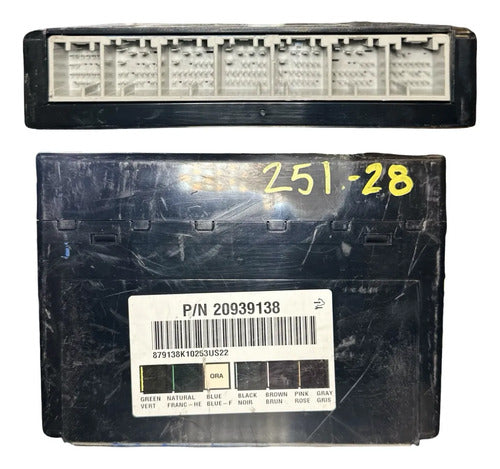 251.-28
P/N 20939138
879138K10253US22
ORA
GREEN NATURAL BLUE BLACK BROWN PINK GRAY
VERT FRANC-HE BLUE-F NOIR BRUN ROSE GRIS